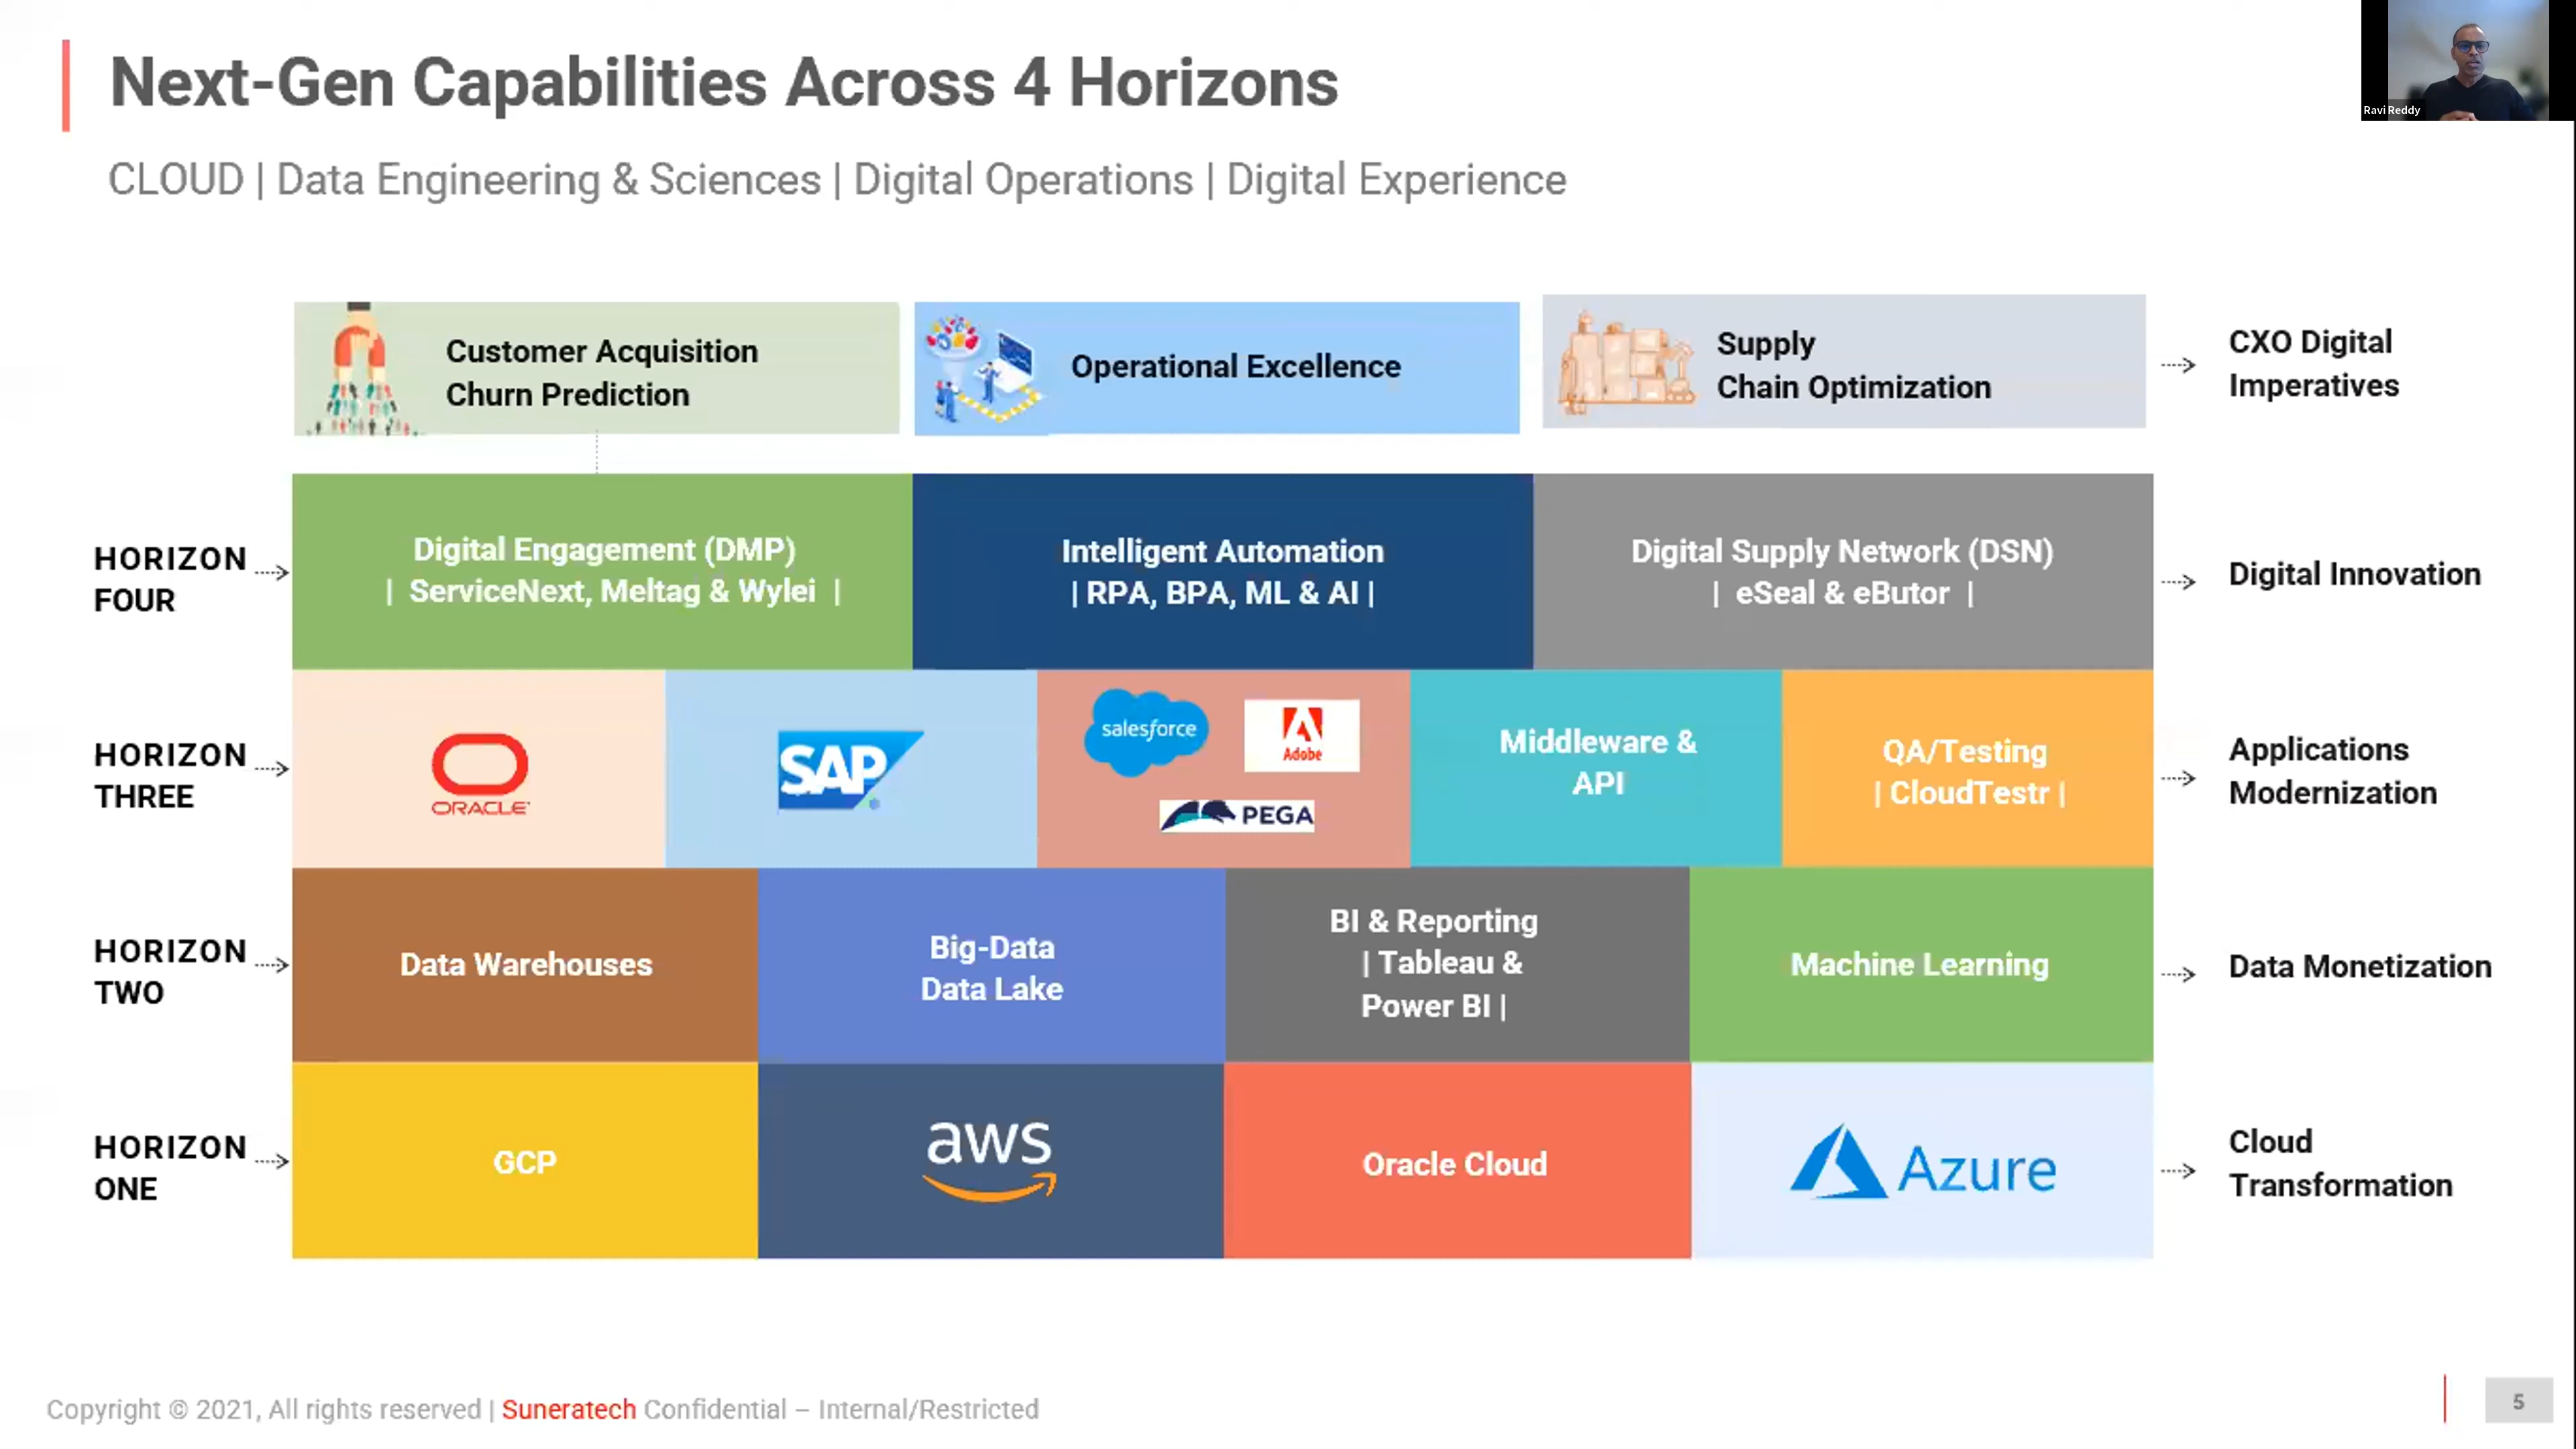 Next-Gen Capabilities Across 4 Horizons
Ravi Reddy
CLOUD | Data Engineering & Sciences | Digital Operations | Digital Experience
Customer Acquisition
Churn Prediction
Operational Excellence
Supply
Chain Optimization
CXO Digital
Imperatives
HORIZON
FOUR
Digital Engagement (DMP)
| ServiceNext, Meltag & Wylei |
Intelligent Automation
| RPA, BPA, ML & AI |
Digital Supply Network (DSN)
| eSeal & eButor |
Digital Innovation
HORIZON
THREE
ORACLE
SAP
salesforce
Adobe
PEGA
Middleware &
API
QA/Testing
| CloudTestr |
Applications
Modernization
HORIZON
TWO
Data Warehouses
Big-Data
Data Lake
BI & Reporting
| Tableau &
Power BI |
Machine Learning
Data Monetization
HORIZON
ONE
GCP
aws
Oracle Cloud
Azure
Cloud
Transformation
Copyright © 2021, All rights reserved | Suneratech Confidential – Internal/Restricted
5